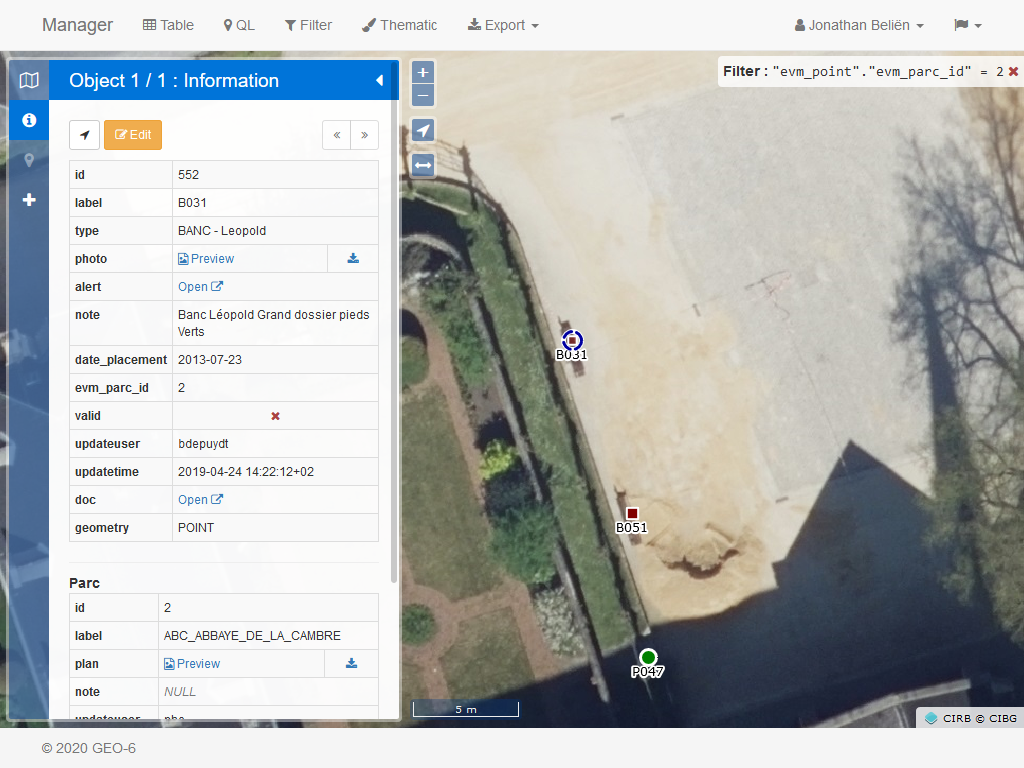 Manager
Table
QL
Filter
Thematic
Export
Jonathan Beliën
Object 1 / 1 : Information
Edit
« »
id 552
label B031
type BANC - Leopold
photo Preview
alert Open
note Banc Léopold Grand dossier pieds
Verts
date_placement 2013-07-23
evm_parc_id 2
valid
updateuser bdepuydt
updatetime 2019-04-24 14:22:12+02
doc Open
geometry POINT
Parc
id 2
label ABC_ABBAYE_DE_LA_CAMBRE
plan Preview
note NULL
+
−
Filter : "evm_point"."evm_parc_id" = 2
B031
B051
P047
5 m
CIRB © CIBG
© 2020 GEO-6